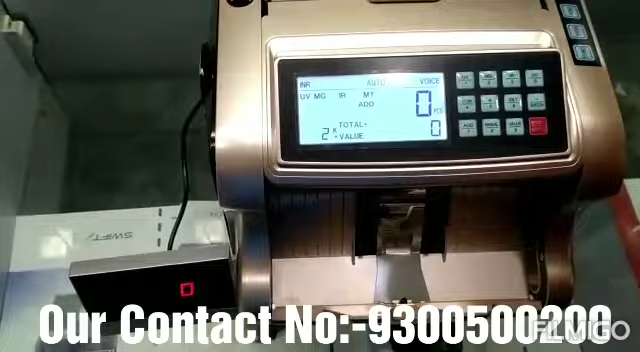 INR AUTO VOICE
UV MG IR MT
ADD
0 PCS
TOTAL
2 K VALUE 0
SWIFT
0
Our Contact No:-9300500200
FILMIGO